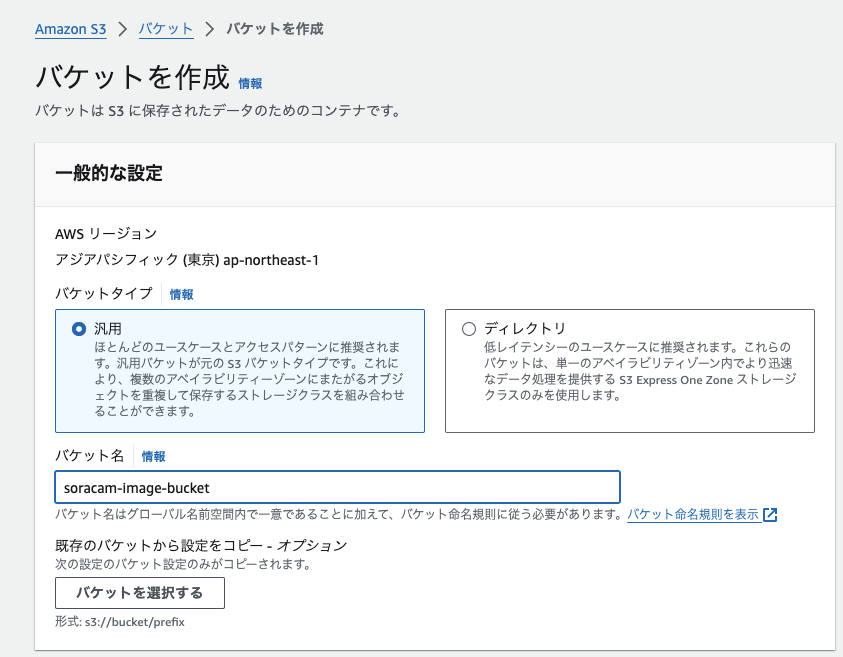 Amazon S3 > バケット > バケットを作成
バケットを作成 情報
バケットは S3 に保存されたデータのためのコンテナです。
一般的な設定
AWS リージョン
アジアパシフィック (東京) ap-northeast-1
バケットタイプ 情報
汎用
ほとんどのユースケースとアクセスパターンに推奨されま
す。汎用バケットが元の S3 バケットタイプです。これに
より、複数のアベイラビリティーゾーンにまたがるオブジ
ェクトを重複して保存するストレージクラスを組み合わせ
ることができます。
ディレクトリ
低レイテンシーのユースケースに推奨されます。これらの
バケットは、単一のアベイラビリティゾーン内でより迅速
なデータ処理を提供する S3 Express One Zone ストレージ
クラスのみを使用します。
バケット名 情報
soracam-image-bucket
バケット名はグローバル名前空間内で一意であることに加えて、バケット命名規則に従う必要があります。バケット命名規則を表示
既存のバケットから設定をコピー - オプション
次の設定のバケット設定のみがコピーされます。
バケットを選択する
形式: s3://bucket/prefix